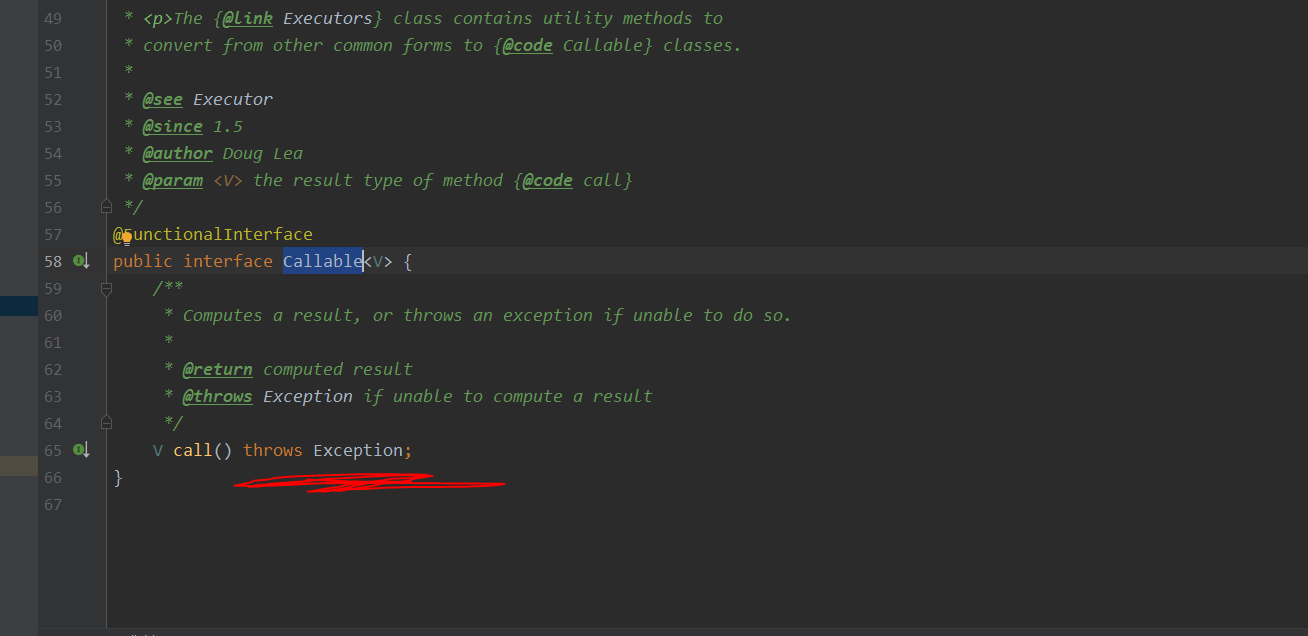 49 * <p>The {@link Executors} class contains utility methods to
50 * convert from other common forms to {@code Callable} classes.
51 *
52 * @see Executor
53 * @since 1.5
54 * @author Doug Lea
55 * @param <V> the result type of method {@code call}
56 */
57 @FunctionalInterface
58 public interface Callable<V> {
59 /**
60 * Computes a result, or throws an exception if unable to do so.
61 *
62 * @return computed result
63 * @throws Exception if unable to compute a result
64 */
65 V call() throws Exception;
66 }
67